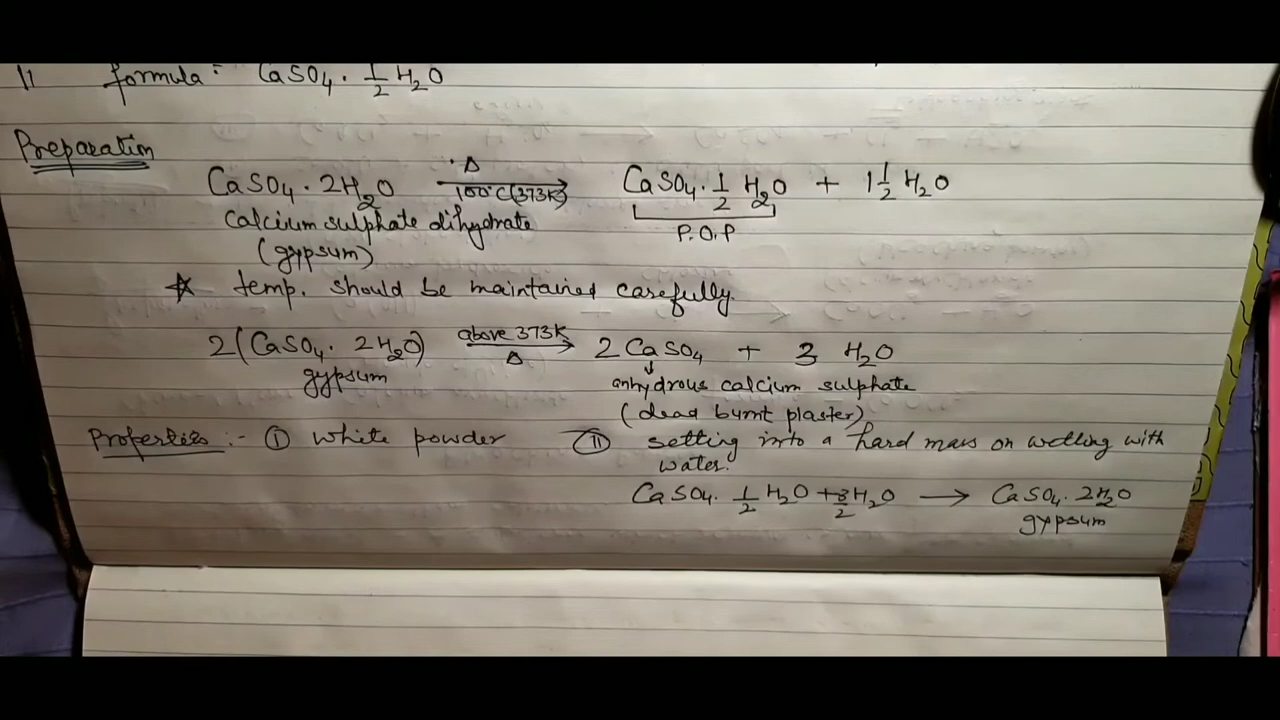 11 formula :- CaSO4 · 1/2 H2O
Preparation
CaSO4 · 2H2O —Δ 100°C(373K)→ CaSO4 · 1/2 H2O + 1 1/2 H2O
Calcium sulphate dihydrate P.O.P
(gypsum)
☆ temp. should be maintained carefully.
2(CaSO4 · 2H2O) —above 373K Δ→ 2 CaSO4 + 3 H2O
gypsum anhydrous calcium sulphate
(dead burnt plaster)
Properties :- (I) white powder (II) setting into a hard mass on wetting with
water.
CaSO4 · 1/2 H2O + 3/2 H2O → CaSO4 · 2H2O
gypsum